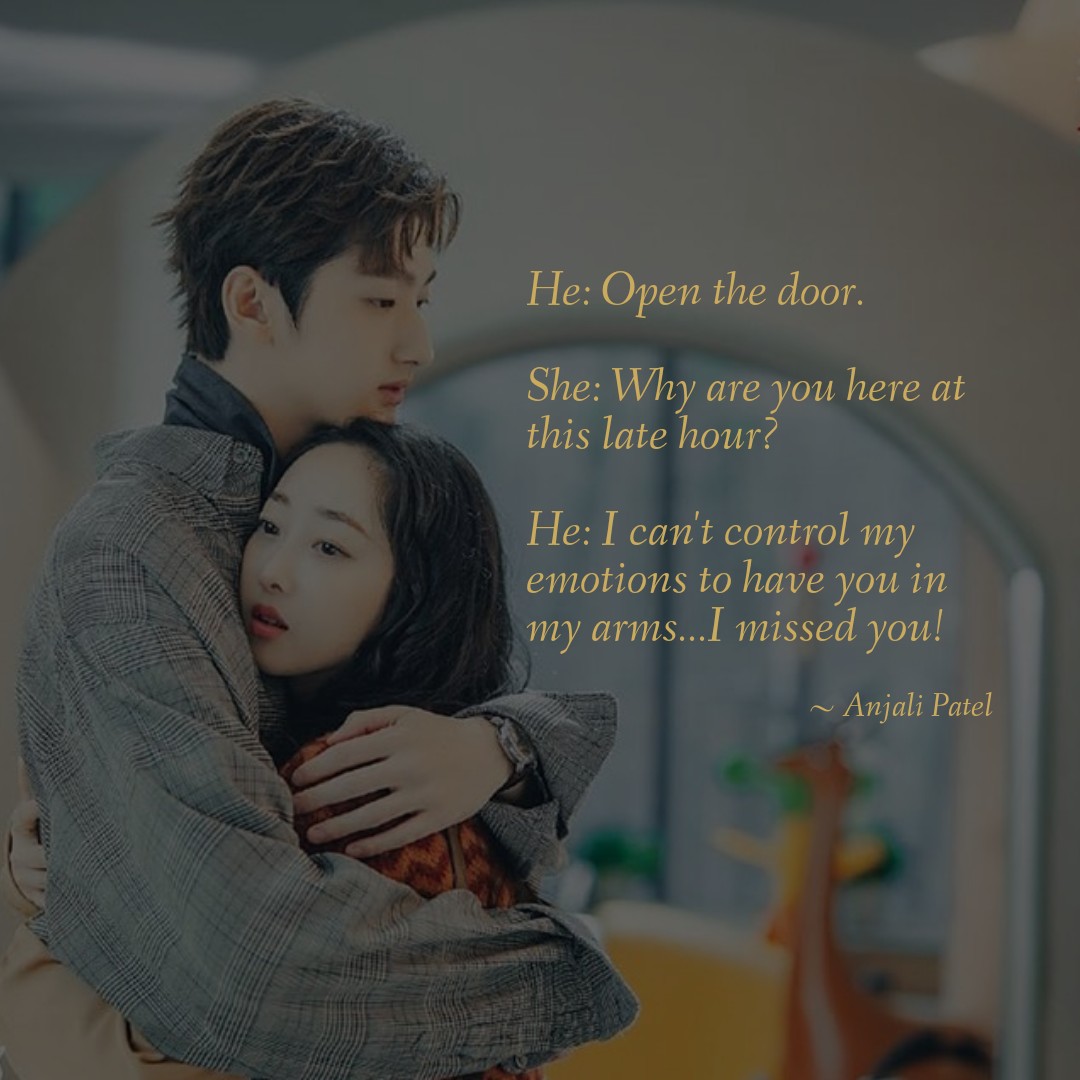 He: Open the door.
She: Why are you here at
this late hour?
He: I can't control my
emotions to have you in
my arms...I missed you!
~ Anjali Patel